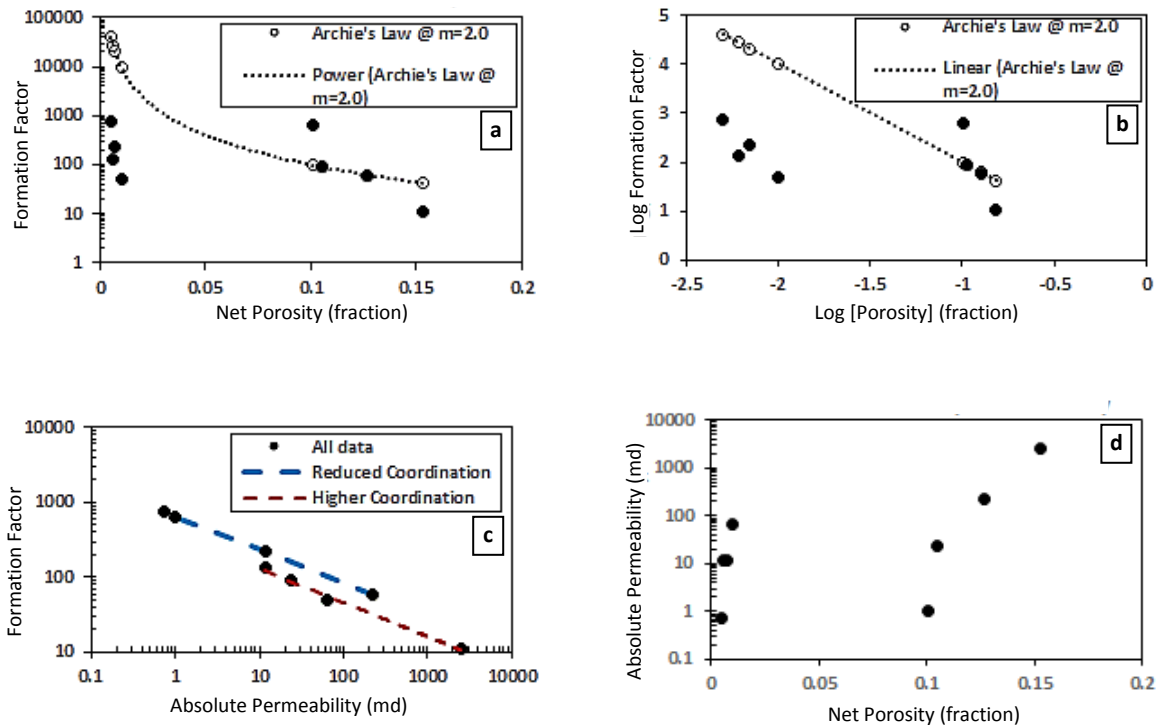 100000
10000
1000
100
10
1
Formation Factor
Archie's Law @ m=2.0
Power (Archie's Law @
m=2.0)
a
0
0.05
0.1
0.15
0.2
Net Porosity (fraction)
5
4
3
2
1
0
Log Formation Factor
Archie's Law @ m=2.0
Linear (Archie's Law @
m=2.0)
b
-2.5
-2
-1.5
-1
-0.5
0
Log [Porosity] (fraction)
10000
1000
100
10
Formation Factor
All data
Reduced Coordination
Higher Coordination
c
0.1
1
10
100
1000
10000
Absolute Permeability (md)
10000
1000
100
10
1
0.1
Absolute Permeability (md)
d
0
0.05
0.1
0.15
0.2
Net Porosity (fraction)